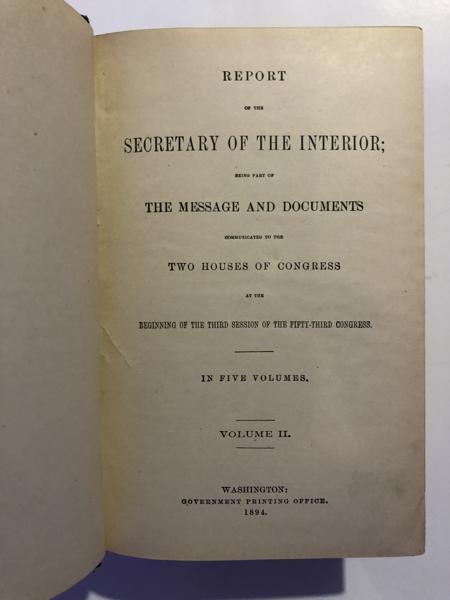 REPORT
OF THE
SECRETARY OF THE INTERIOR;
BEING PART OF
THE MESSAGE AND DOCUMENTS
COMMUNICATED TO THE
TWO HOUSES OF CONGRESS
AT THE
BEGINNING OF THE THIRD SESSION OF THE FIFTY-THIRD CONGRESS.
IN FIVE VOLUMES.
VOLUME II.
WASHINGTON:
GOVERNMENT PRINTING OFFICE.
1894.